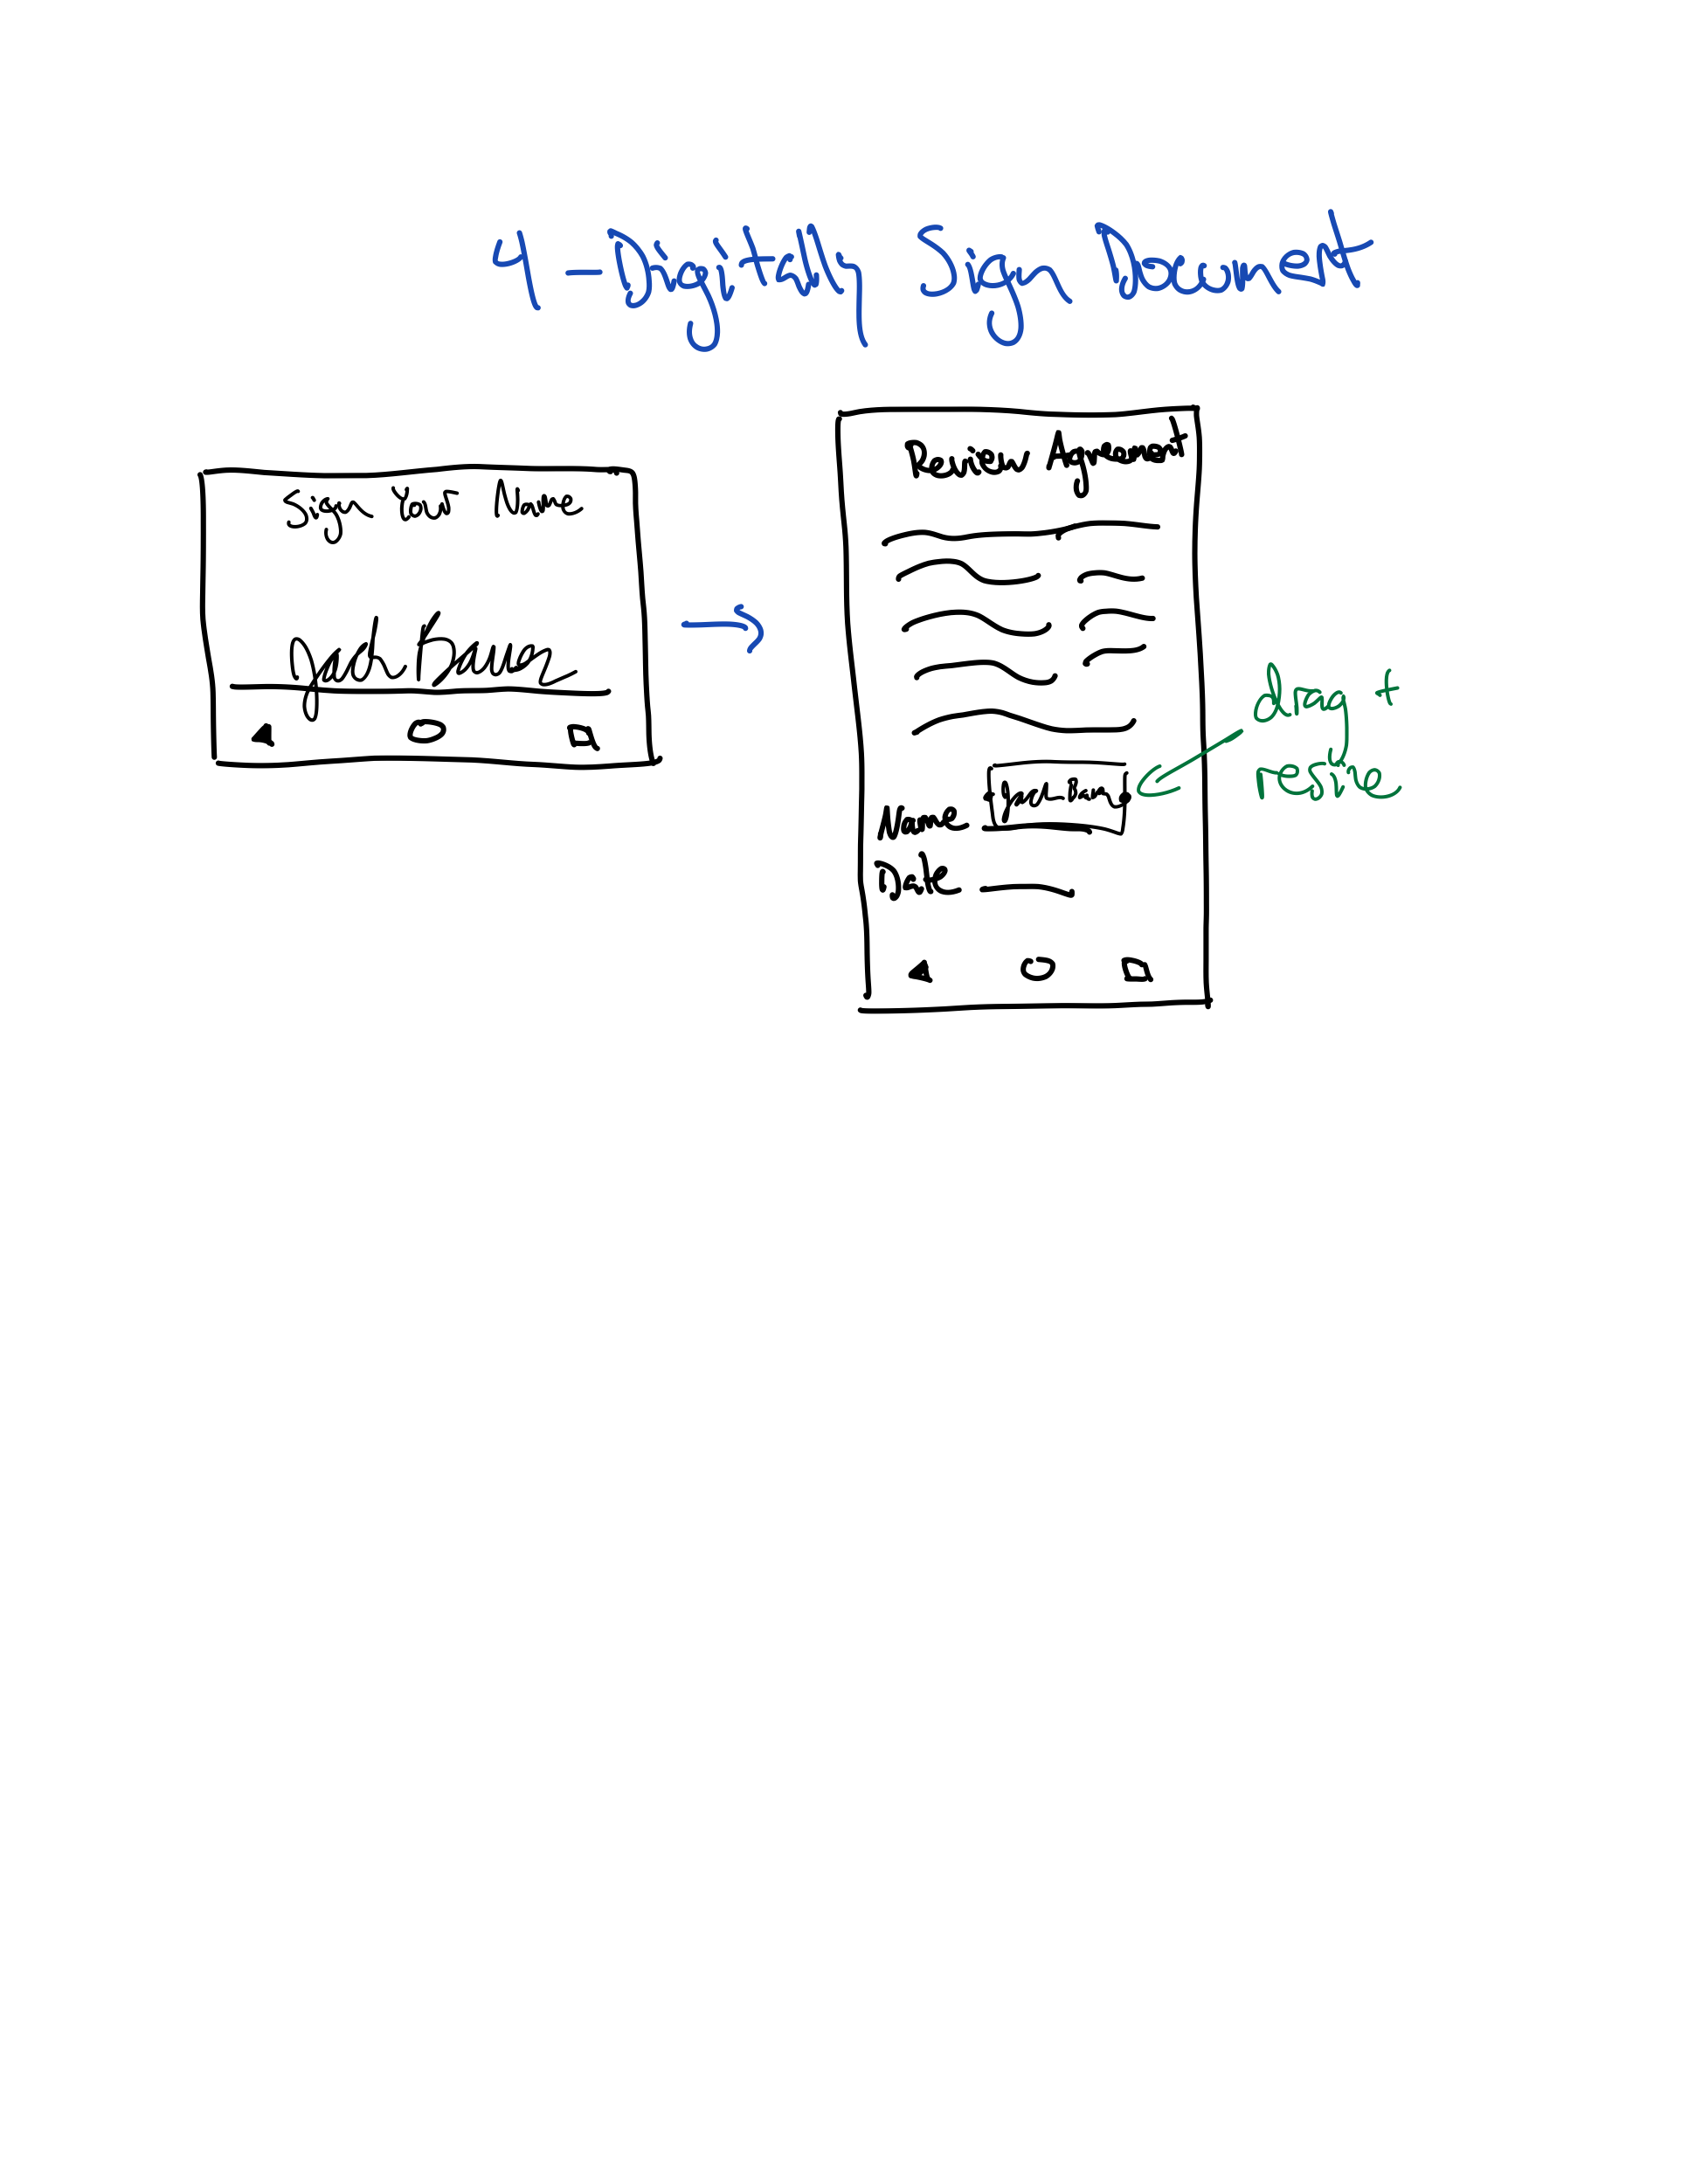 4 - Digitally Sign Document
Sign Your Name
Jack Bauer
Review Agreement
Name Jack Bauer
Date
drag +
resize